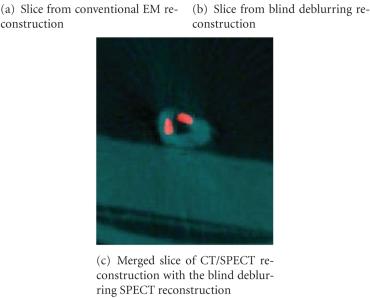 (a) Slice from conventional EM re-
construction
(b) Slice from blind deblurring re-
construction
(c) Merged slice of CT/SPECT re-
construction with the blind deblur-
ring SPECT reconstruction